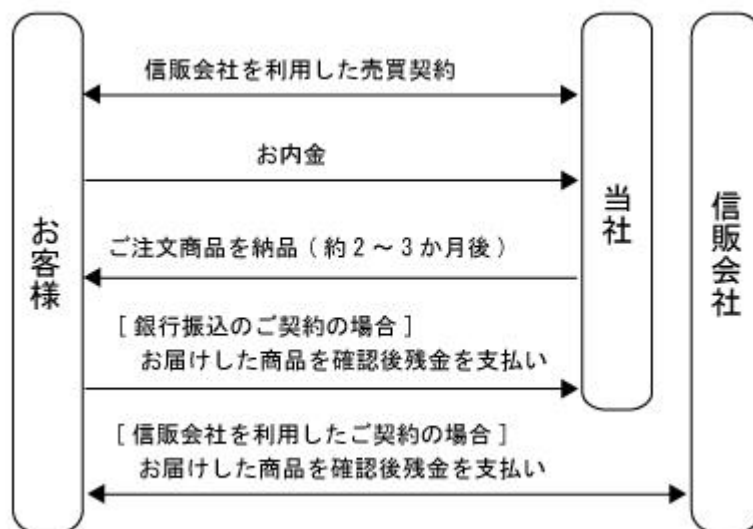 信販会社を利用した売買契約
お内金
ご注文商品を納品（約２～３か月後）
［銀行振込のご契約の場合］
お届けした商品を確認後残金を支払い
［信販会社を利用したご契約の場合］
お届けした商品を確認後残金を支払い
お客様
当社
信販会社